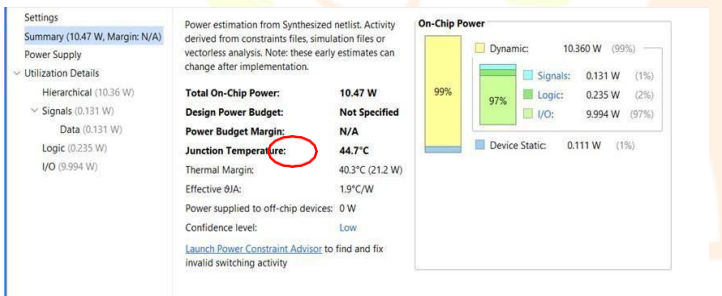 Settings
Summary (10.47 W, Margin: N/A)
Power Supply
Utilization Details
Hierarchical (10.36 W)
Signals (0.131 W)
Data (0.131 W)
Logic (0.235 W)
I/O (9.994 W)
Power estimation from Synthesized netlist. Activity
derived from constraints files, simulation files or
vectorless analysis. Note: these early estimates can
change after implementation.
Total On-Chip Power: 10.47 W
Design Power Budget: Not Specified
Power Budget Margin: N/A
Junction Temperature: 44.7°C
Thermal Margin: 40.3°C (21.2 W)
Effective ϑJA: 1.9°C/W
Power supplied to off-chip devices: 0 W
Confidence level: Low
Launch Power Constraint Advisor to find and fix
invalid switching activity
On-Chip Power
Dynamic: 10.360 W (99%)
Signals: 0.131 W (1%)
99%
97%
Logic: 0.235 W (2%)
I/O: 9.994 W (97%)
Device Static: 0.111 W (1%)